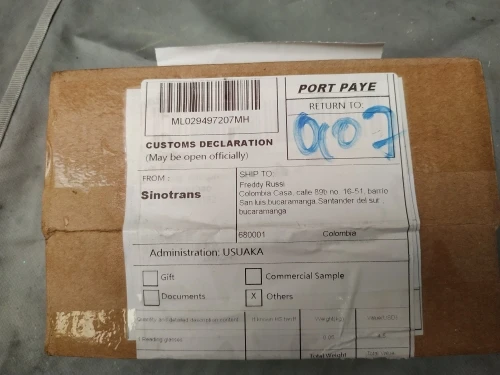 ML029497207MH
PORT PAYE
RETURN TO:
CUSTOMS DECLARATION
(May be open officially)
FROM :
Sinotrans
SHIP TO:
Freddy Russi
Colombia Casa, calle 89b no. 16-51, barrio
San luis,bucaramanga, Santander del sur
bucaramanga
680001
Colombia
Administration: USUAKA
Gift
Commercial Sample
Documents
X Others
Total Weight